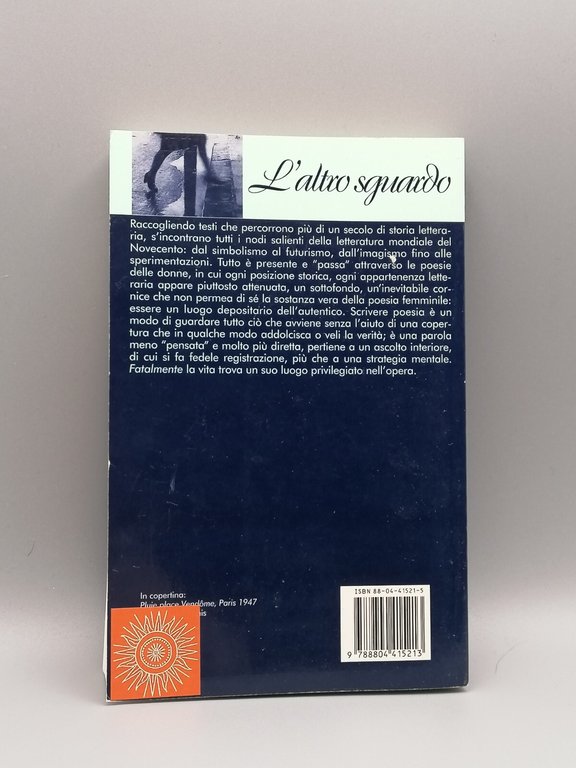 L'altro sguardo
Raccogliendo testi che percorrono più di un secolo di storia lettera-
ria, s'incontrano tutti i nodi salienti della letteratura mondiale del
Novecento: dal simbolismo al futurismo, dall'imagismo fino alle
sperimentazioni. Tutto è presente e "passa" attraverso le poesie
delle donne, in cui ogni posizione storica, ogni appartenenza lette-
raria appare piuttosto attenuata, un sottofondo, un'inevitabile cor-
nice che non permea di sé la sostanza vera della poesia femminile:
essere un luogo depositario dell'autentico. Scrivere poesia è un
modo di guardare tutto ciò che avviene senza l'aiuto di una coper-
tura che in qualche modo addolcisca o veli la verità; è una parola
meno "pensata" e molto più diretta, pertiene a un ascolto interiore,
di cui si fa fedele registrazione, più che a una strategia mentale.
Fatalmente la vita trova un suo luogo privilegiato nell'opera.
In copertina:
Pluie place Vendôme, Paris 1947
ISBN 88-04-41521-5
9 788804 415213